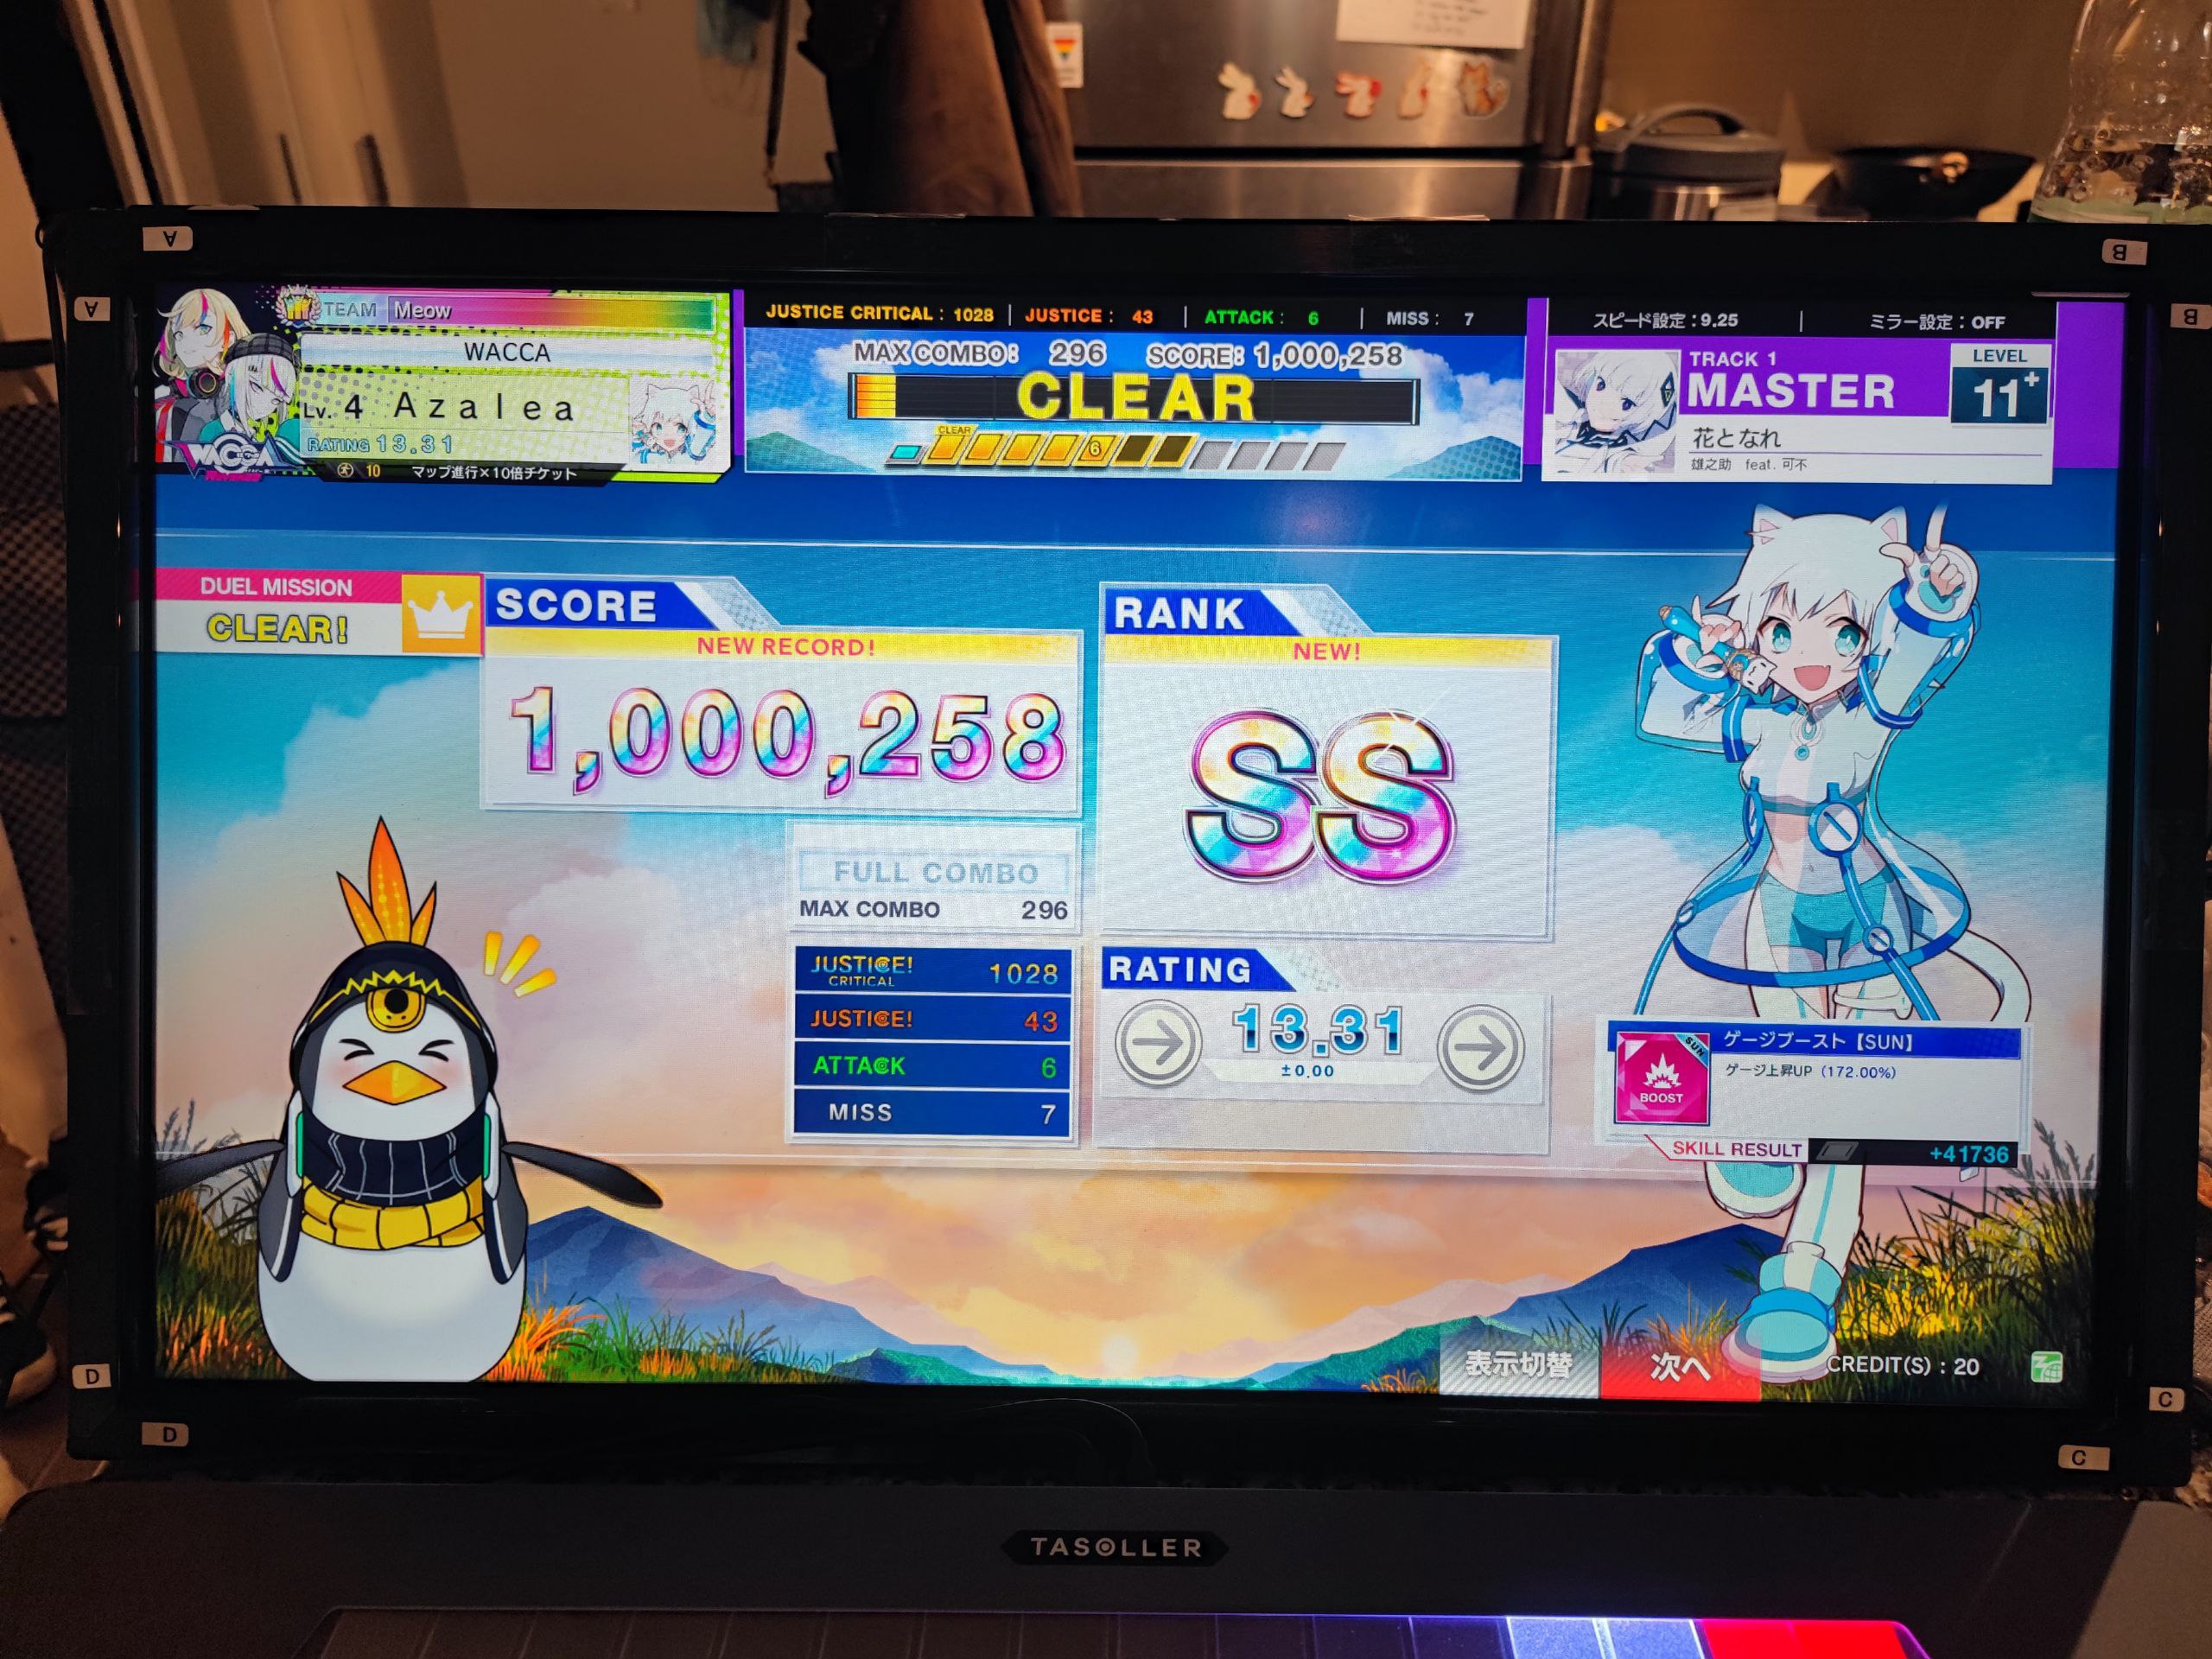 A
B
A
B
TEAM Meow
WACCA
Lv. 4 Azalea
RATING 13.31
WACCA
10 マップ進行×10倍チケット
JUSTICE CRITICAL : 1028 | JUSTICE : 43 | ATTACK : 6 | MISS : 7
MAX COMBO: 296 SCORE: 1,000,258
CLEAR
CLEAR
6
スピード設定:9.25 | ミラー設定:OFF
TRACK 1
MASTER
LEVEL
11+
花となれ
雄之助 feat. 可不
DUEL MISSION
CLEAR!
SCORE
NEW RECORD!
1,000,258
RANK
NEW!
SS
FULL COMBO
MAX COMBO 296
JUSTICE! CRITICAL 1028
JUSTICE! 43
ATTACK 6
MISS 7
RATING
13.31
±0.00
ゲージブースト【SUN】
SUN
BOOST
ゲージ上昇UP (172.00%)
SKILL RESULT +41736
表示切替
次へ
CREDIT(S) : 20
D
C
D
C
TASOLLER